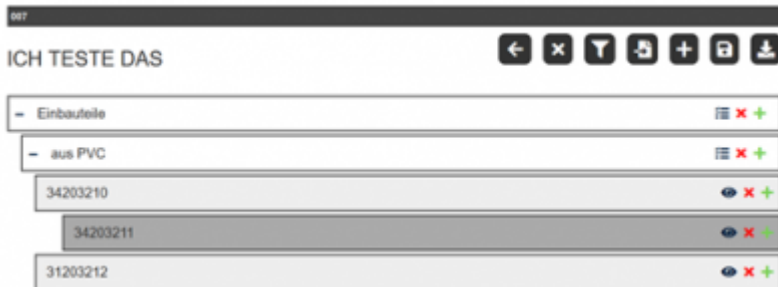 007
ICH TESTE DAS
Einbauteile
aus PVC
34203210
34203211
31203212